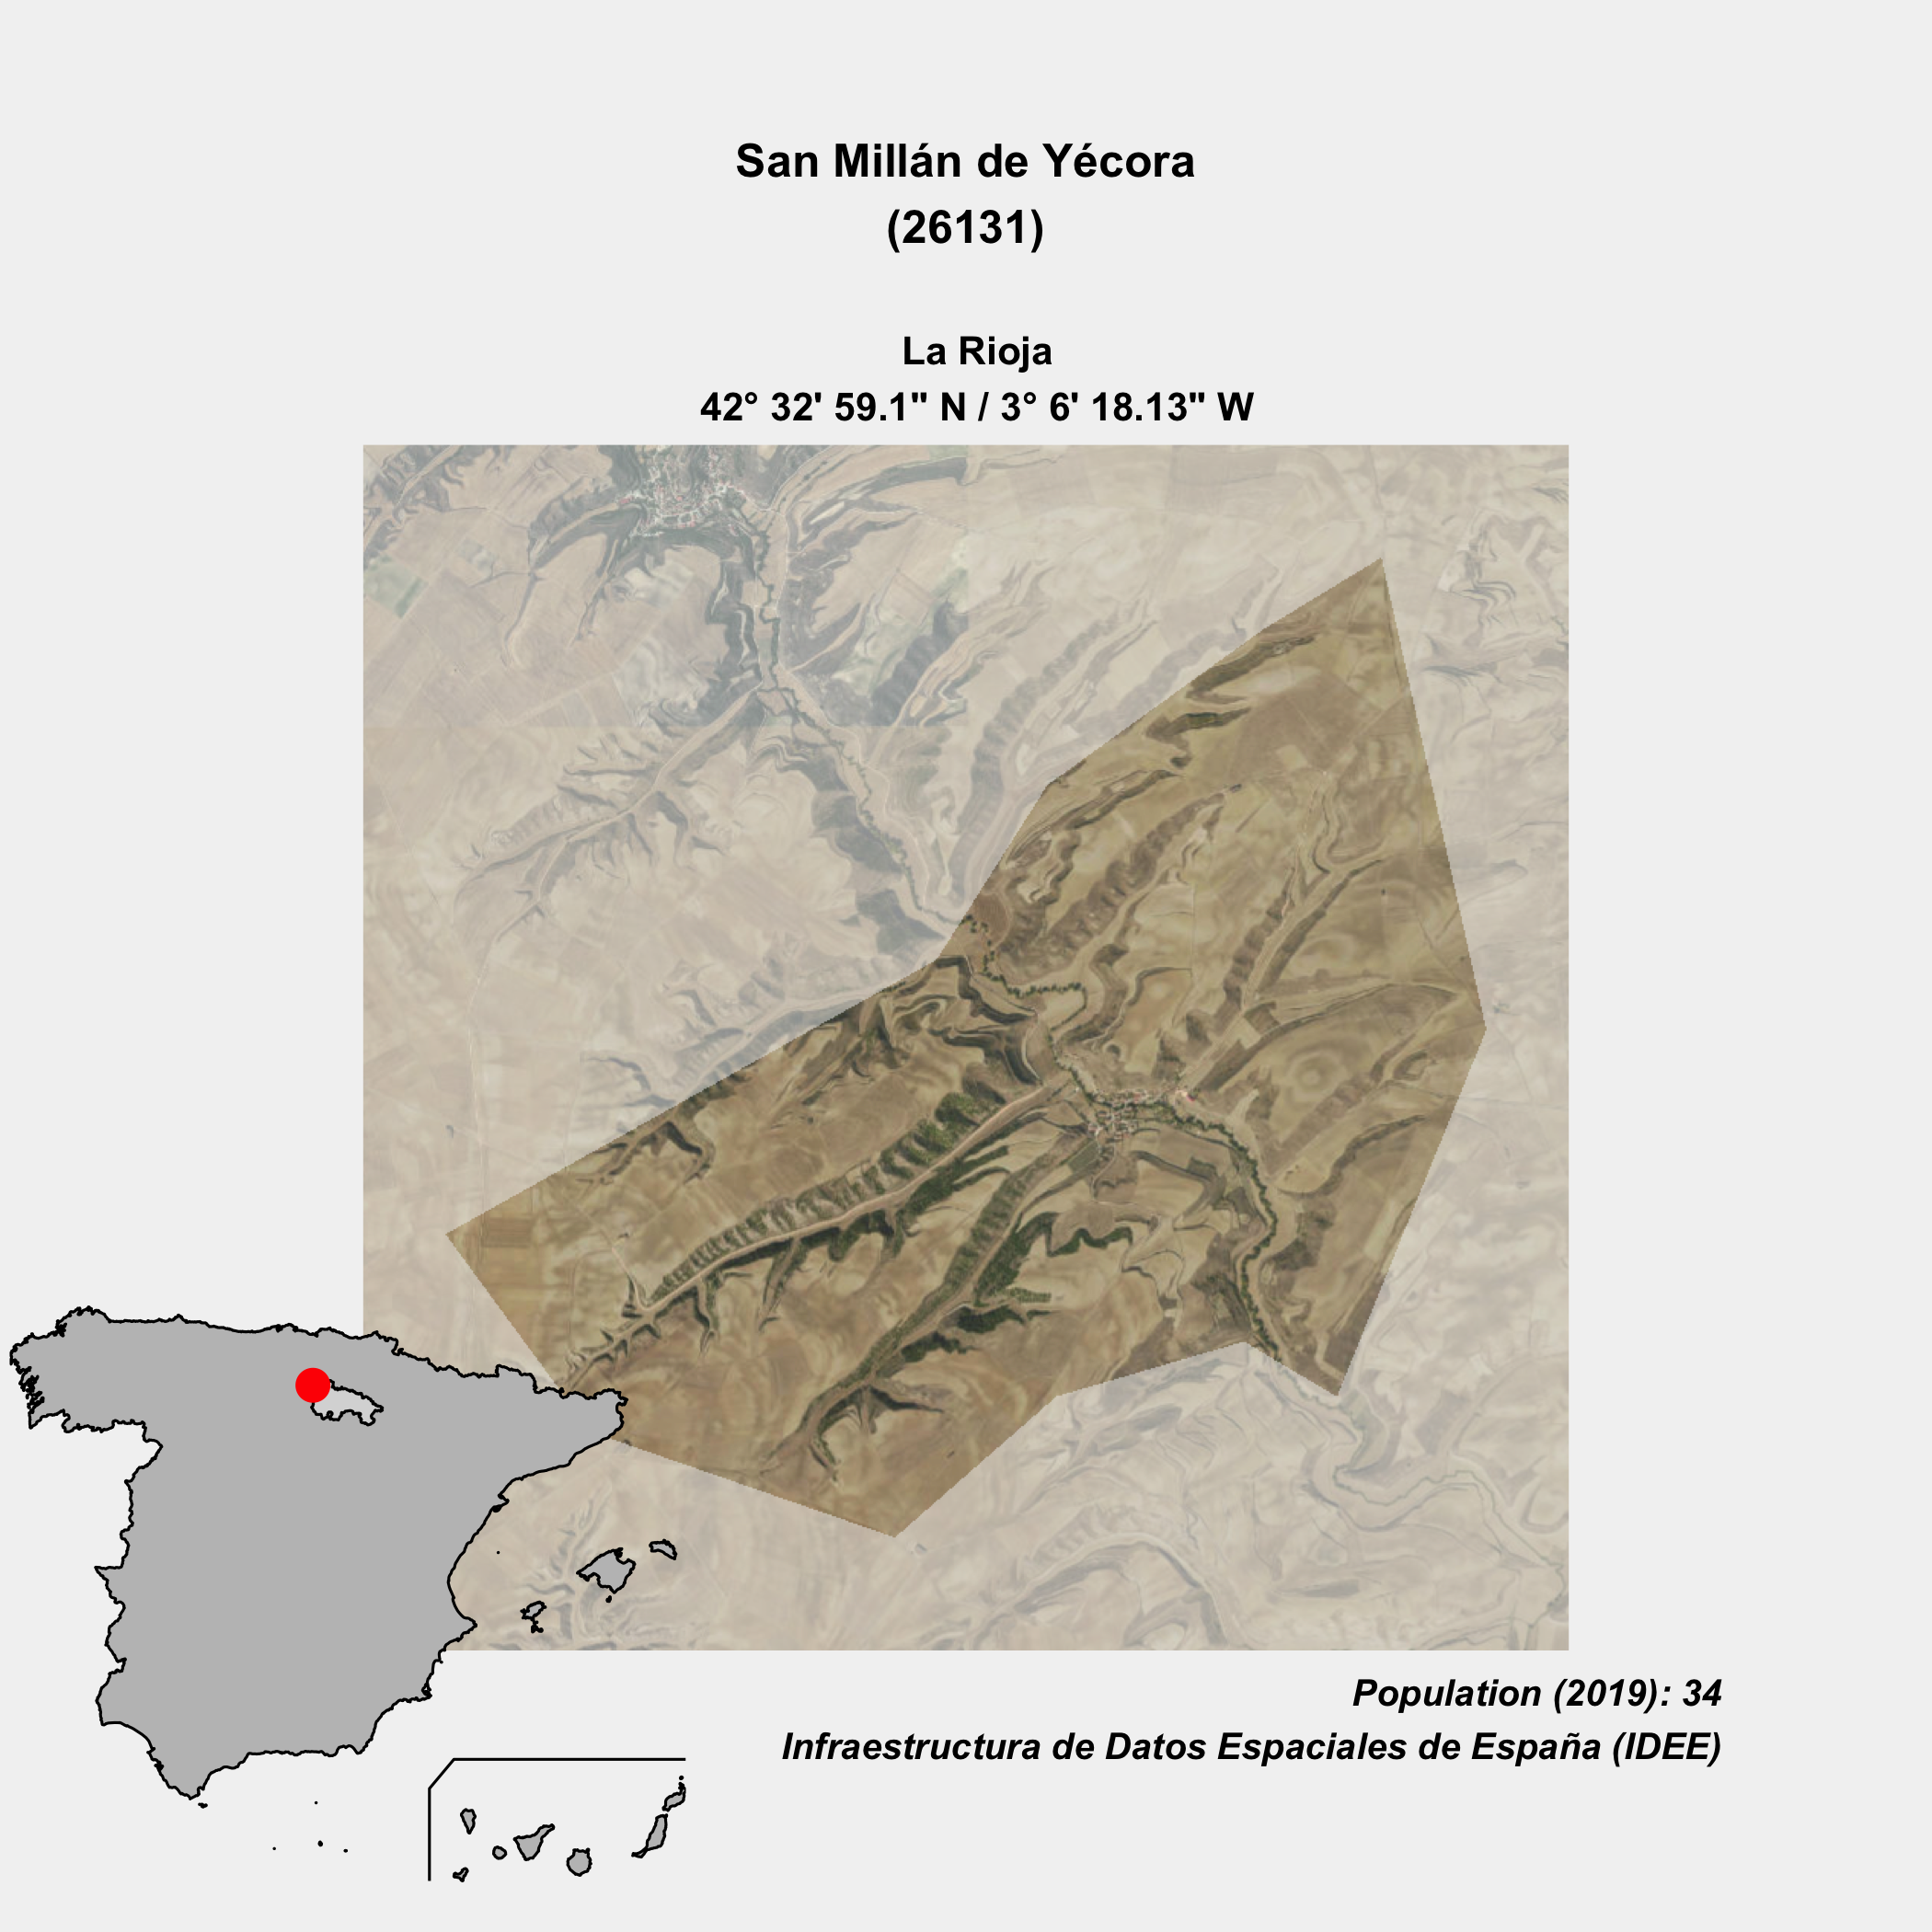 San Millán de Yécora
(26131)
La Rioja
42° 32' 59.1" N / 3° 6' 18.13" W
Population (2019): 34
Infraestructura de Datos Espaciales de España (IDEE)